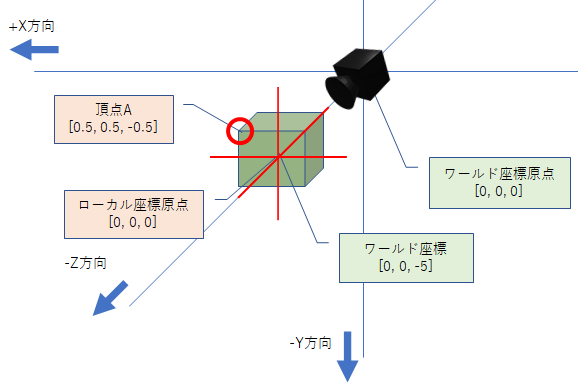 +X方向
頂点A
[0.5, 0.5, -0.5]
ワールド座標原点
[0, 0, 0]
ローカル座標原点
[0, 0, 0]
ワールド座標
[0, 0, -5]
-Z方向
-Y方向